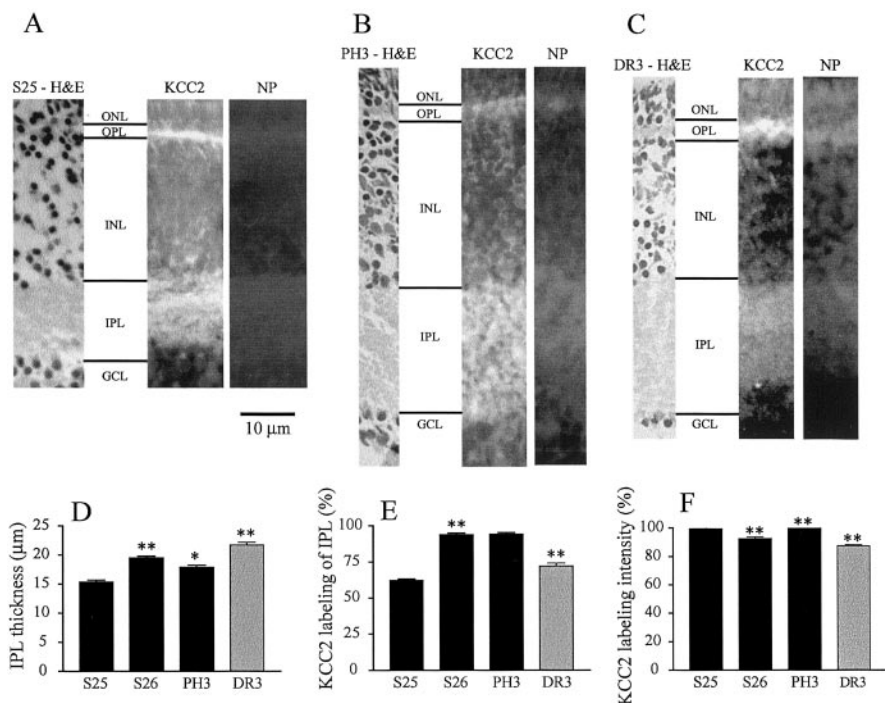 A
B
C
S25 - H&E KCC2 NP
PH3 - H&E KCC2 NP
DR3 - H&E KCC2 NP
ONL
OPL
INL
IPL
GCL
10 μm
ONL
OPL
INL
IPL
GCL
ONL
OPL
INL
IPL
GCL
D
IPL thickness (μm)
25
20
15
10
5
0
** * **
S25 S26 PH3 DR3
E
KCC2 labeling of IPL (%)
100
75
50
25
0
** **
S25 S26 PH3 DR3
F
KCC2 labeling intensity (%)
100
80
60
40
20
0
** ** **
S25 S26 PH3 DR3